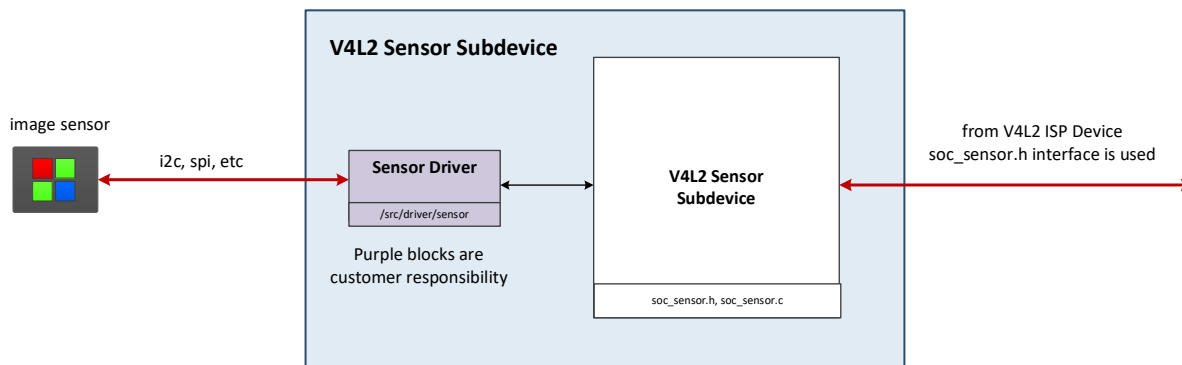 V4L2 Sensor Subdevice
image sensor
i2c, spi, etc
Sensor Driver
/src/driver/sensor
Purple blocks are
customer responsibility
V4L2 Sensor
Subdevice
soc_sensor.h, soc_sensor.c
from V4L2 ISP Device
soc_sensor.h interface is used